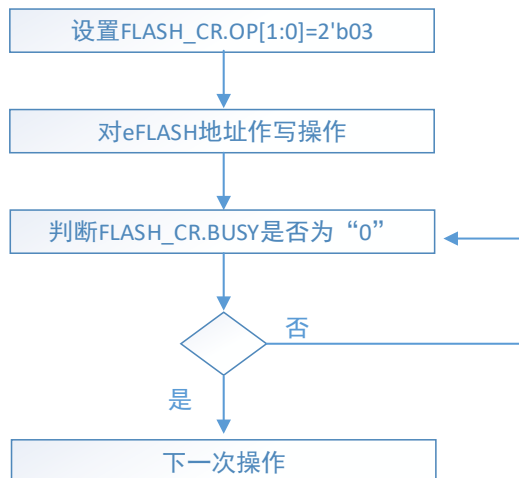 设置FLASH_CR.OP[1:0]=2'b03
对eFLASH地址作写操作
判断FLASH_CR.BUSY是否为“0”
否
是
下一次操作